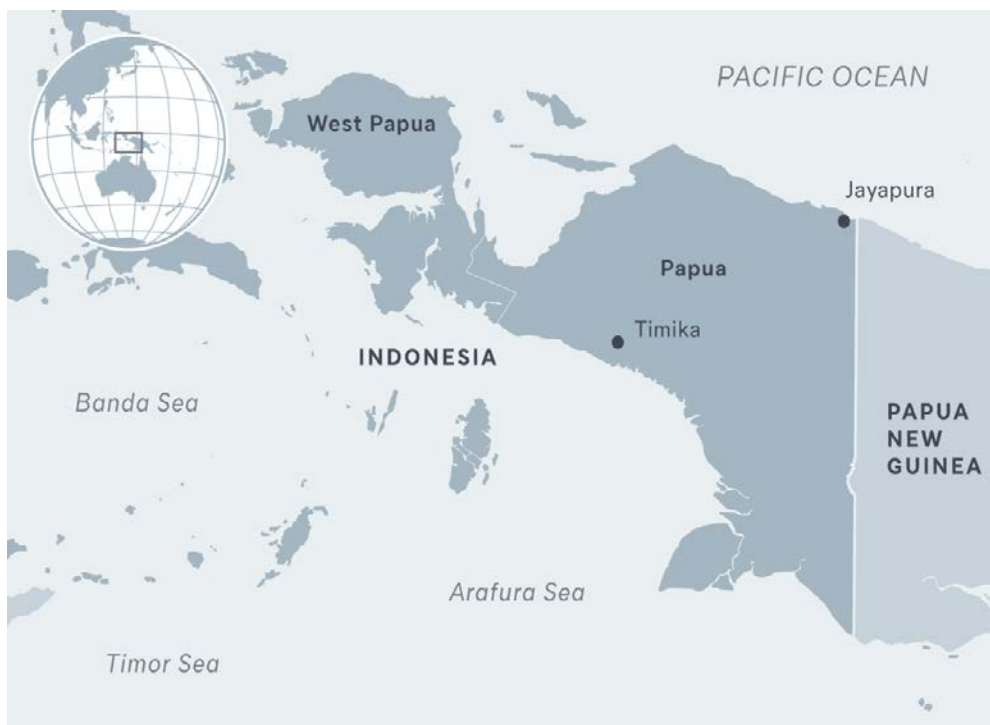 PACIFIC OCEAN
West Papua
Jayapura
Papua
Timika
INDONESIA
Banda Sea
PAPUA
NEW
GUINEA
Arafura Sea
Timor Sea